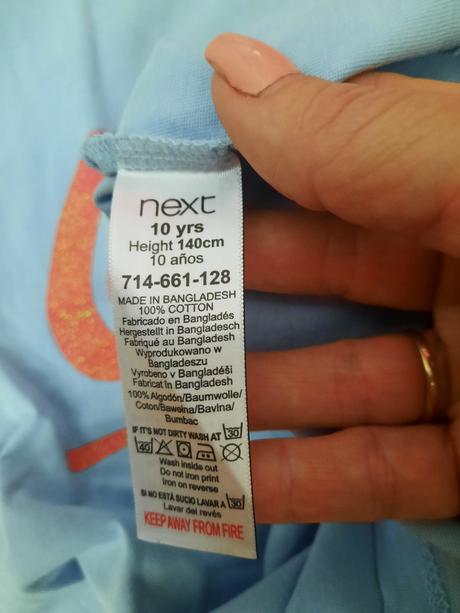 next
10 yrs
Height 140cm
10 años
714-661-128
MADE IN BANGLADESH
100% COTTON
Fabricado en Bangladés
Hergestellt in Bangladesch
Fabriqué au Bangladesh
Wyprodukowano w
Bangladeszu
Vyrobeno v Bangladéši
Fabricat în Bangladesh
100% Algodón/Baumwolle/
Coton/Bawełna/Bavlna/
Bumbac
IF IT'S NOT DIRTY WASH AT 30
40
Wash inside out
Do not iron print
Iron on reverse
SI NO ESTÁ SUCIO LAVAR A 30
Lavar del revés
KEEP AWAY FROM FIRE